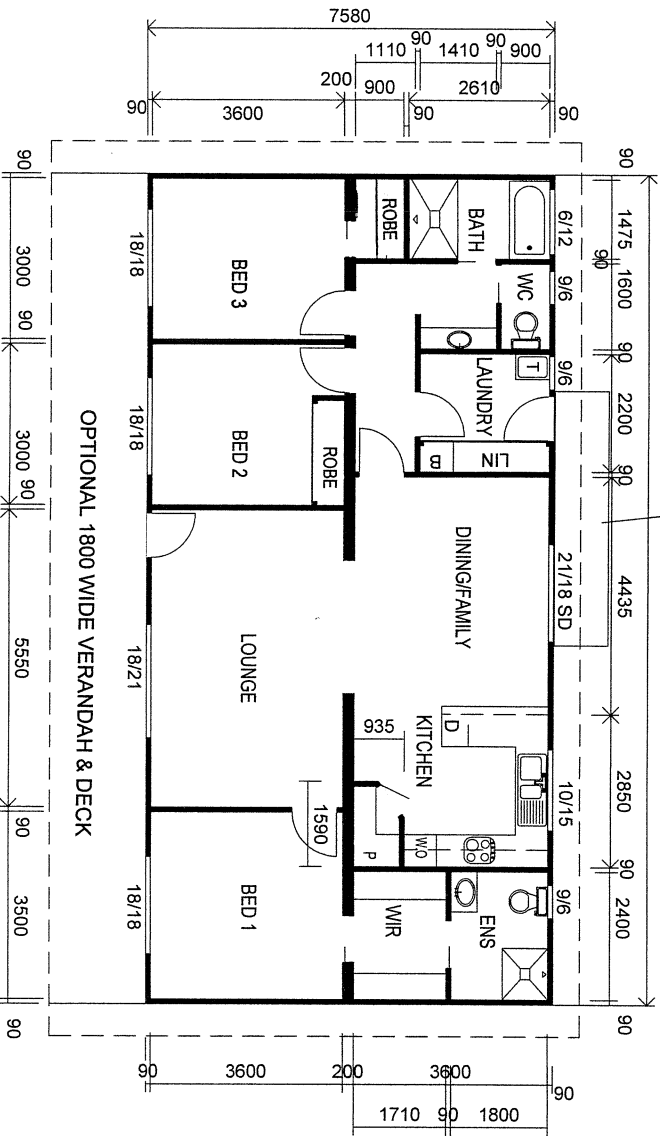 7580
1110
90
1410
90
900
90
3600
200
900
90
2610
90
90
3000
90
3000
90
5550
90
3500
90
90
1475
90
1600
90
2200
90
4435
2850
90
2400
90
18/18
18/18
18/21
18/18
6/12
9/6
9/6
21/18 SD
10/15
9/6
BED 3
ROBE
BATH
WC
BED 2
ROBE
LAUNDRY
T
B
LIN
LOUNGE
DINING/FAMILY
KITCHEN
D
935
1590
P
W.O
BED 1
WIR
ENS
OPTIONAL 1800 WIDE VERANDAH & DECK
90
3600
200
3600
90
1710
90
1800